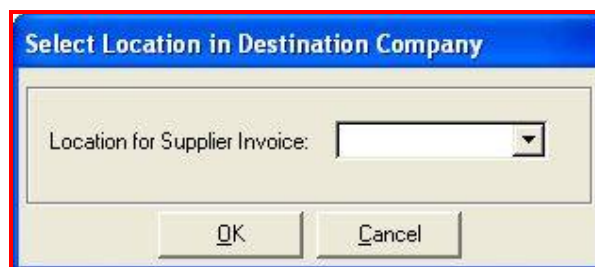 Select Location in Destination Company
Location for Supplier Invoice:
OK Cancel